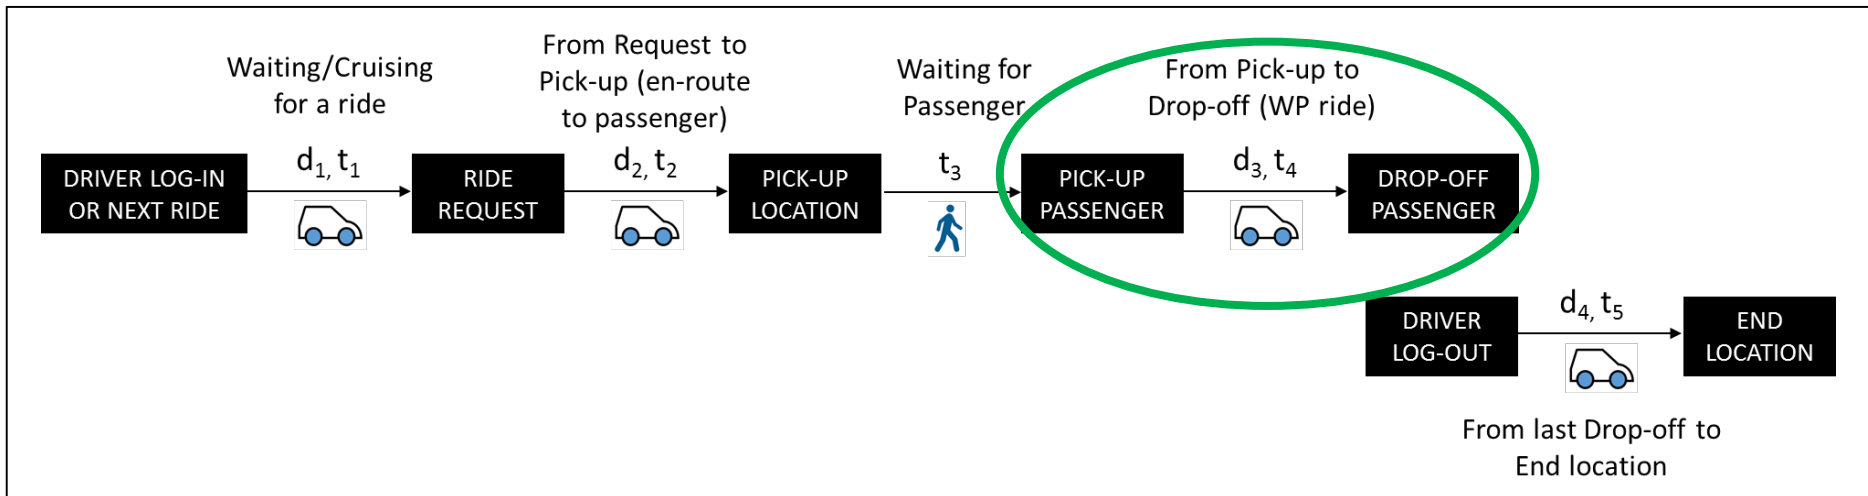 Waiting/Cruising
for a ride
From Request to
Pick-up (en-route
to passenger)
Waiting for
Passenger
From Pick-up to
Drop-off (WP ride)
DRIVER LOG-IN
OR NEXT RIDE
d1, t1
RIDE
REQUEST
d2, t2
PICK-UP
LOCATION
t3
PICK-UP
PASSENGER
d3, t4
DROP-OFF
PASSENGER
DRIVER
LOG-OUT
d4, t5
END
LOCATION
From last Drop-off to
End location